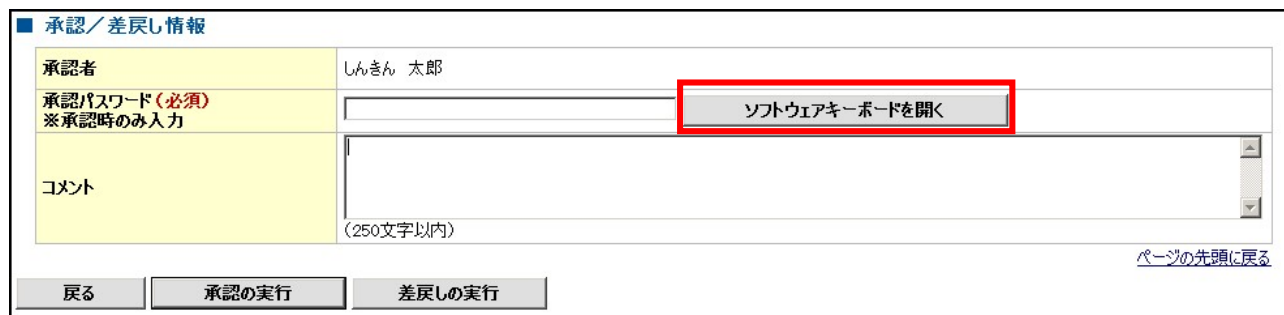 ■ 承認／差戻し情報
承認者
しんきん 太郎
承認パスワード(必須)
※承認時のみ入力
ソフトウェアキーボードを開く
コメント
(250文字以内)
ページの先頭に戻る
戻る
承認の実行
差戻しの実行